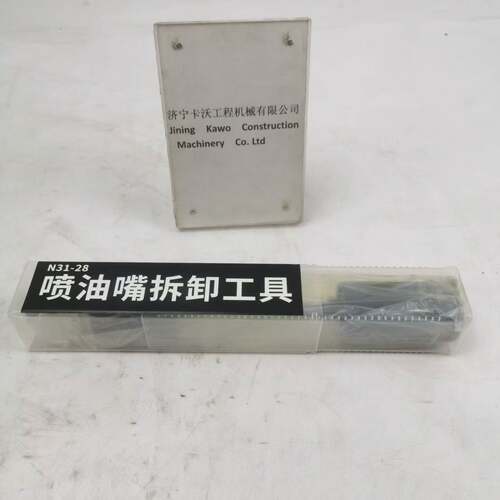 济宁卡沃工程机械有限公司
Jining Kawo Construction
Machinery Co. Ltd
N31-28
喷油嘴拆卸工具